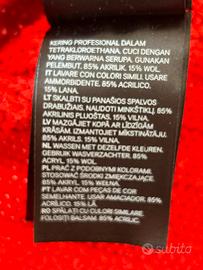 KERING PROFESIONAL DALAM
TETRAKLOROETHANA. CUCI DENGAN
YANG BERWARNA SERUPA. GUNAKAN
PELEMBUT. 85% AKRILIK. 15% WOL.
IT LAVARE CON COLORI SIMILI. USARE
AMMORBIDENTE. 85% ACRILICO.
15% LANA.
LT SKALBTI SU PANAŠIOS SPALVOS
DRABUŽIAIS. NAUDOTI MINKŠTIKLĮ.
85% AKRILAS. 15% VILNA.
LV MAZGOJIET KOPĀ AR LĪDZĪGĀM
KRĀSĀM. IZMANTOJIET MĪKSTINĀTĀJU.
85% AKRILS. 15% VILNA.
NL WASSEN MET DEZELFDE KLEUREN.
GEBRUIK WASVERZACHTER. 85%
ACRYL. 15% WOL.
PL PRAĆ Z PODOBNYMI KOLORAMI.
STOSOWAĆ ŚRODKI ZMIĘKCZAJĄCE.
85% AKRYL. 15% WEŁNA.
PT LAVAR COM PEÇAS DE COR
SEMELHANTE. USAR AMACIADOR. 85%
ACRÍLICO. 15% LÃ.
RO SPĂLAȚI CU CULORI SIMILARE.
FOLOSIȚI BALSAM. 85% ACRILIC.
subito